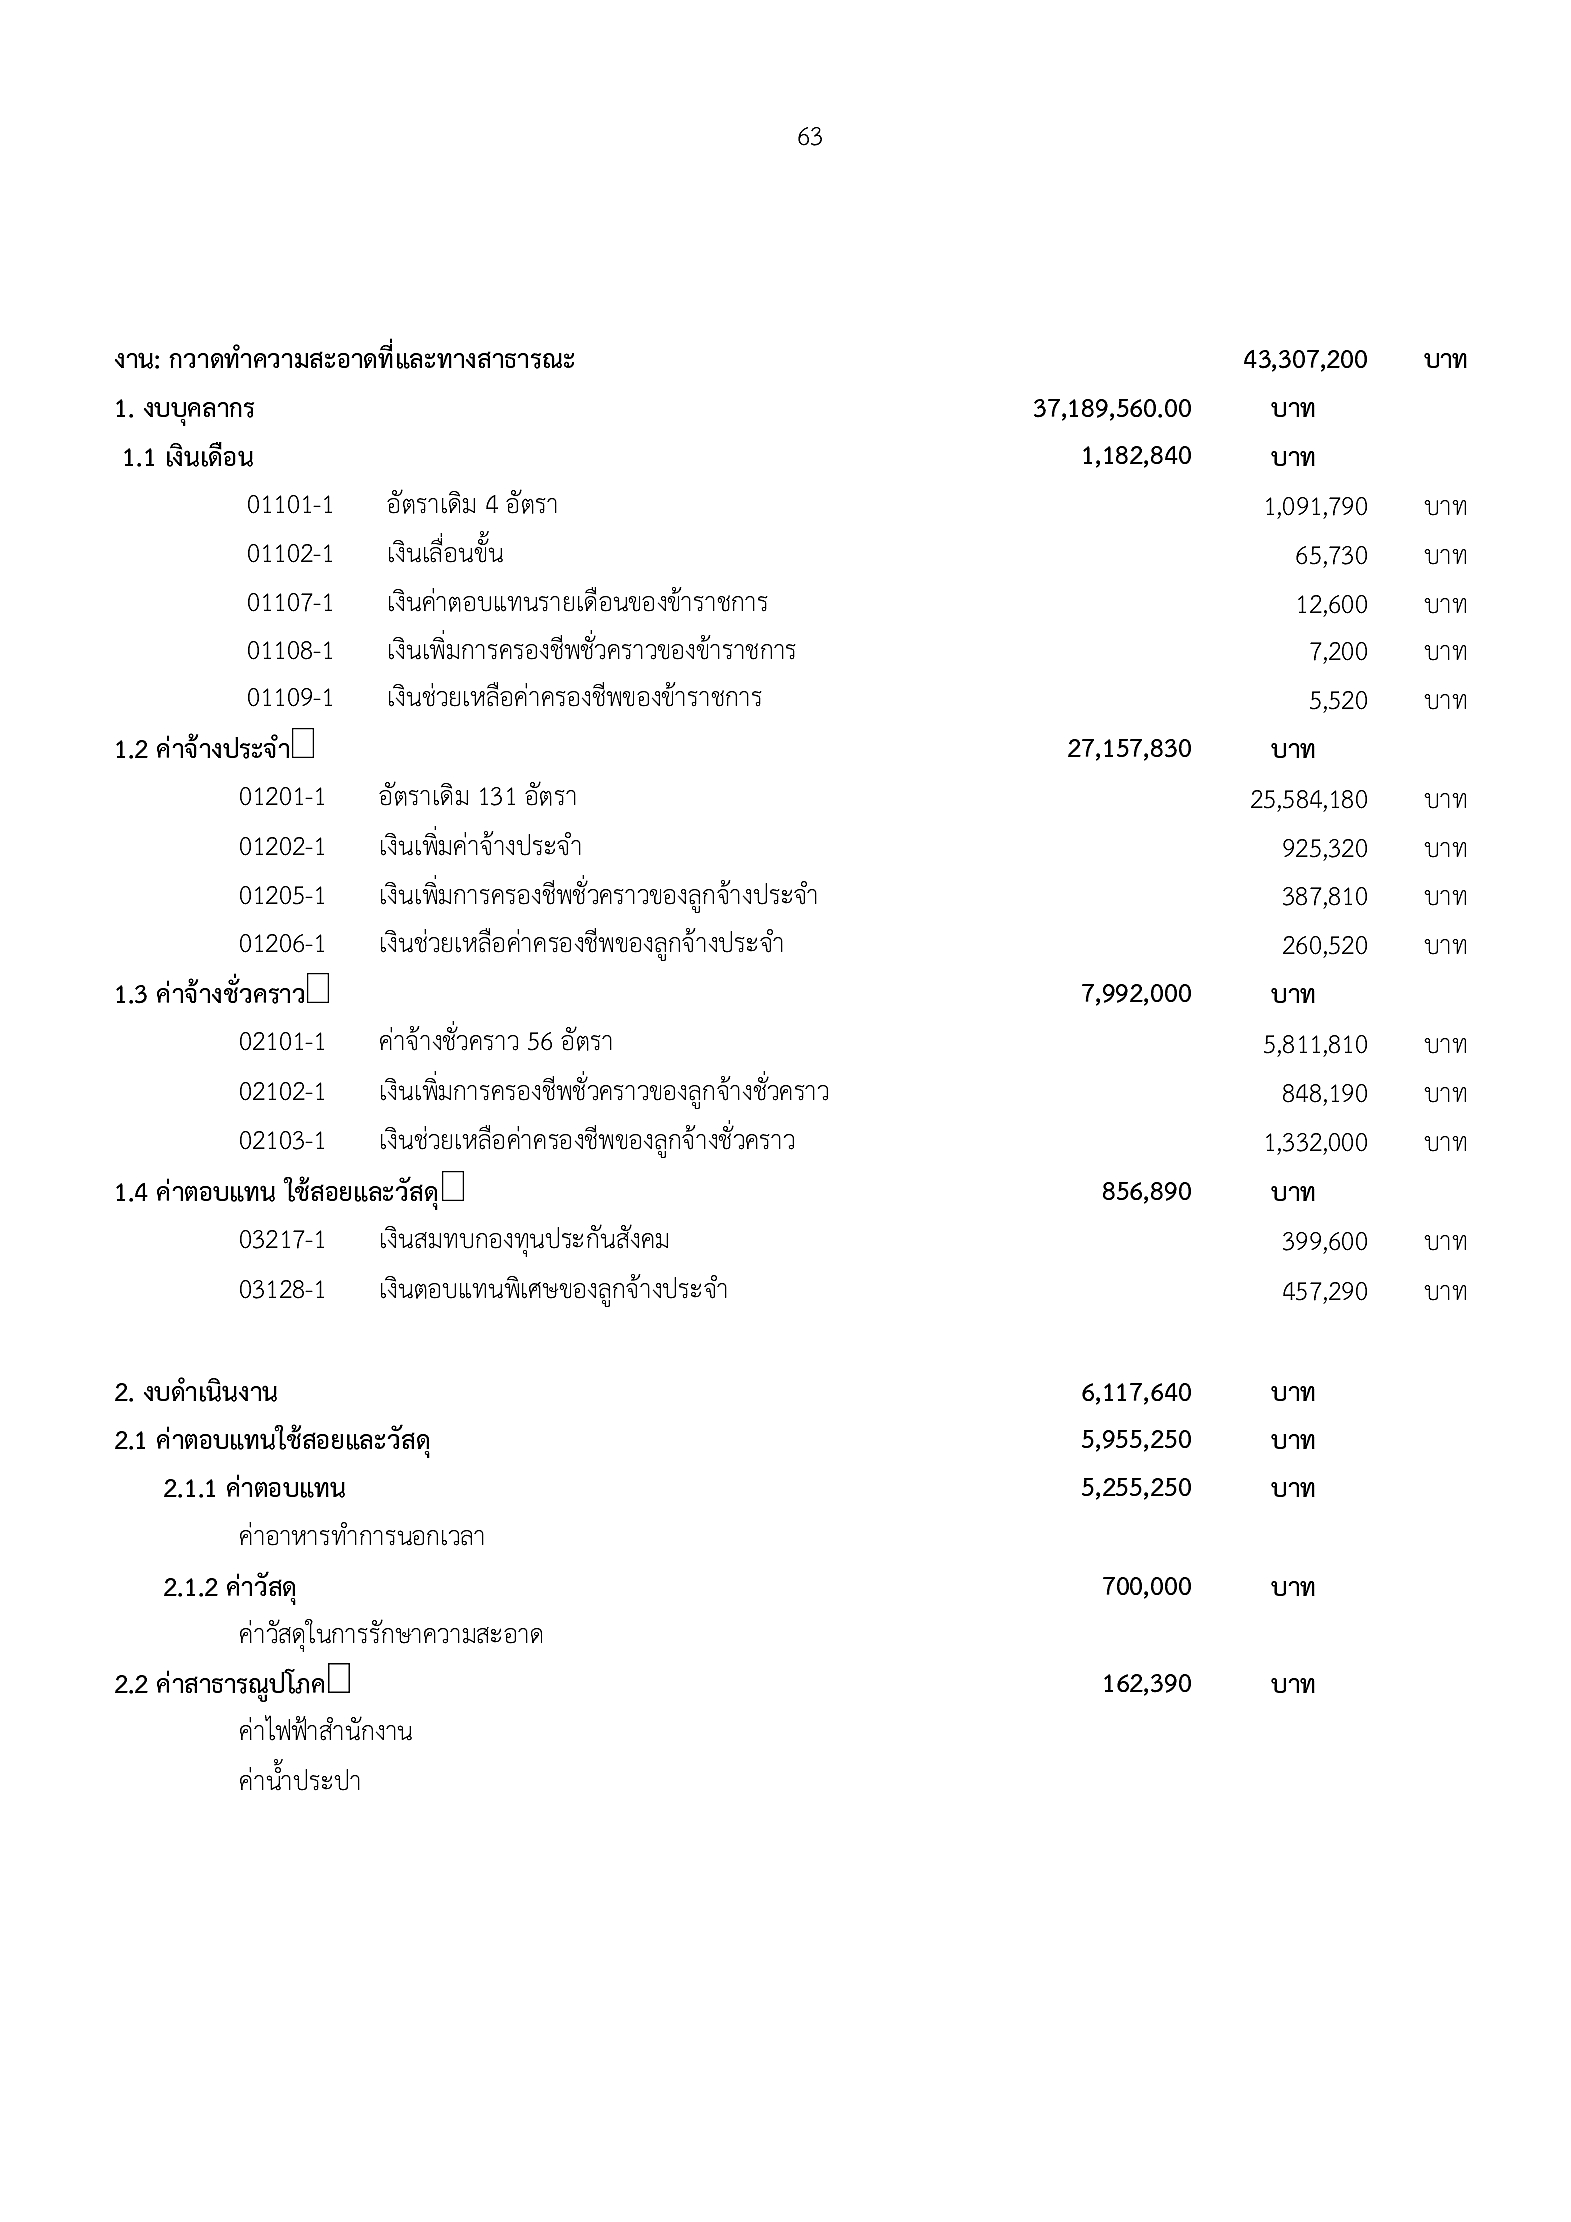 63
งาน: กวาดทำความสะอาดที่และทางสาธารณะ 43,307,200 บาท
1. งบบุคลากร 37,189,560.00 บาท
1.1 เงินเดือน 1,182,840 บาท
01101-1 อัตราเดิม 4 อัตรา 1,091,790 บาท
01102-1 เงินเลื่อนขั้น 65,730 บาท
01107-1 เงินค่าตอบแทนรายเดือนของข้าราชการ 12,600 บาท
01108-1 เงินเพิ่มการครองชีพชั่วคราวของข้าราชการ 7,200 บาท
01109-1 เงินช่วยเหลือค่าครองชีพของข้าราชการ 5,520 บาท
1.2 ค่าจ้างประจำ 27,157,830 บาท
01201-1 อัตราเดิม 131 อัตรา 25,584,180 บาท
01202-1 เงินเพิ่มค่าจ้างประจำ 925,320 บาท
01205-1 เงินเพิ่มการครองชีพชั่วคราวของลูกจ้างประจำ 387,810 บาท
01206-1 เงินช่วยเหลือค่าครองชีพของลูกจ้างประจำ 260,520 บาท
1.3 ค่าจ้างชั่วคราว 7,992,000 บาท
02101-1 ค่าจ้างชั่วคราว 56 อัตรา 5,811,810 บาท
02102-1 เงินเพิ่มการครองชีพชั่วคราวของลูกจ้างชั่วคราว 848,190 บาท
02103-1 เงินช่วยเหลือค่าครองชีพของลูกจ้างชั่วคราว 1,332,000 บาท
1.4 ค่าตอบแทน ใช้สอยและวัสดุ 856,890 บาท
03217-1 เงินสมทบกองทุนประกันสังคม 399,600 บาท
03128-1 เงินตอบแทนพิเศษของลูกจ้างประจำ 457,290 บาท
2. งบดำเนินงาน 6,117,640 บาท
2.1 ค่าตอบแทนใช้สอยและวัสดุ 5,955,250 บาท
2.1.1 ค่าตอบแทน 5,255,250 บาท
ค่าอาหารทำการนอกเวลา
2.1.2 ค่าวัสดุ 700,000 บาท
ค่าวัสดุในการรักษาความสะอาด
2.2 ค่าสาธารณูปโภค 162,390 บาท
ค่าไฟฟ้าสำนักงาน
ค่าน้ำประปา